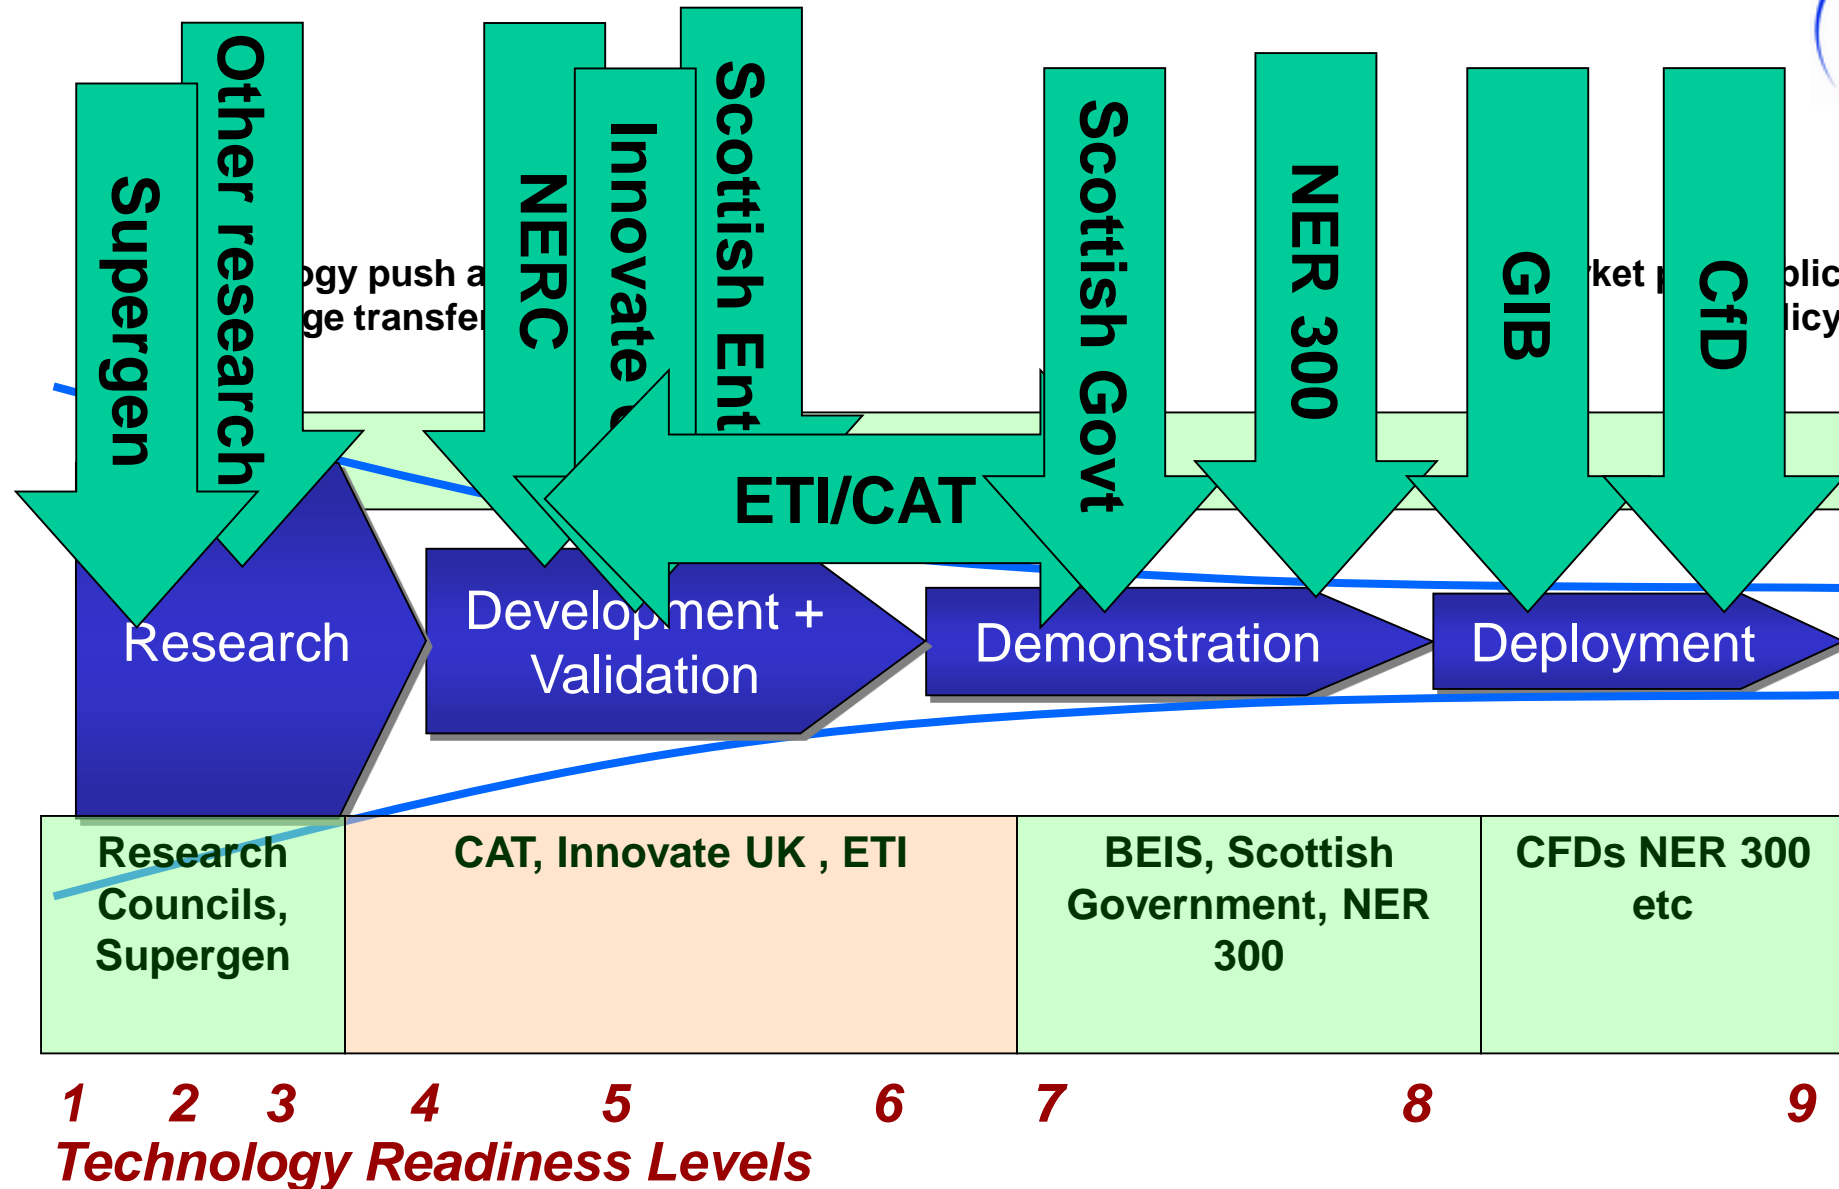 Supergen
Other research
NERC
Innovate
Scottish Ent
Scottish Govt
NER 300
GIB
CfD
push
ETI/CAT
Research
Development +
Validation
Demonstration
Deployment
Research
Councils,
Supergen
CAT, Innovate UK , ETI
BEIS, Scottish
Government, NER
300
CFDs NER 300
etc
1 2 3 4 5 6 7 8 9
Technology Readiness Levels